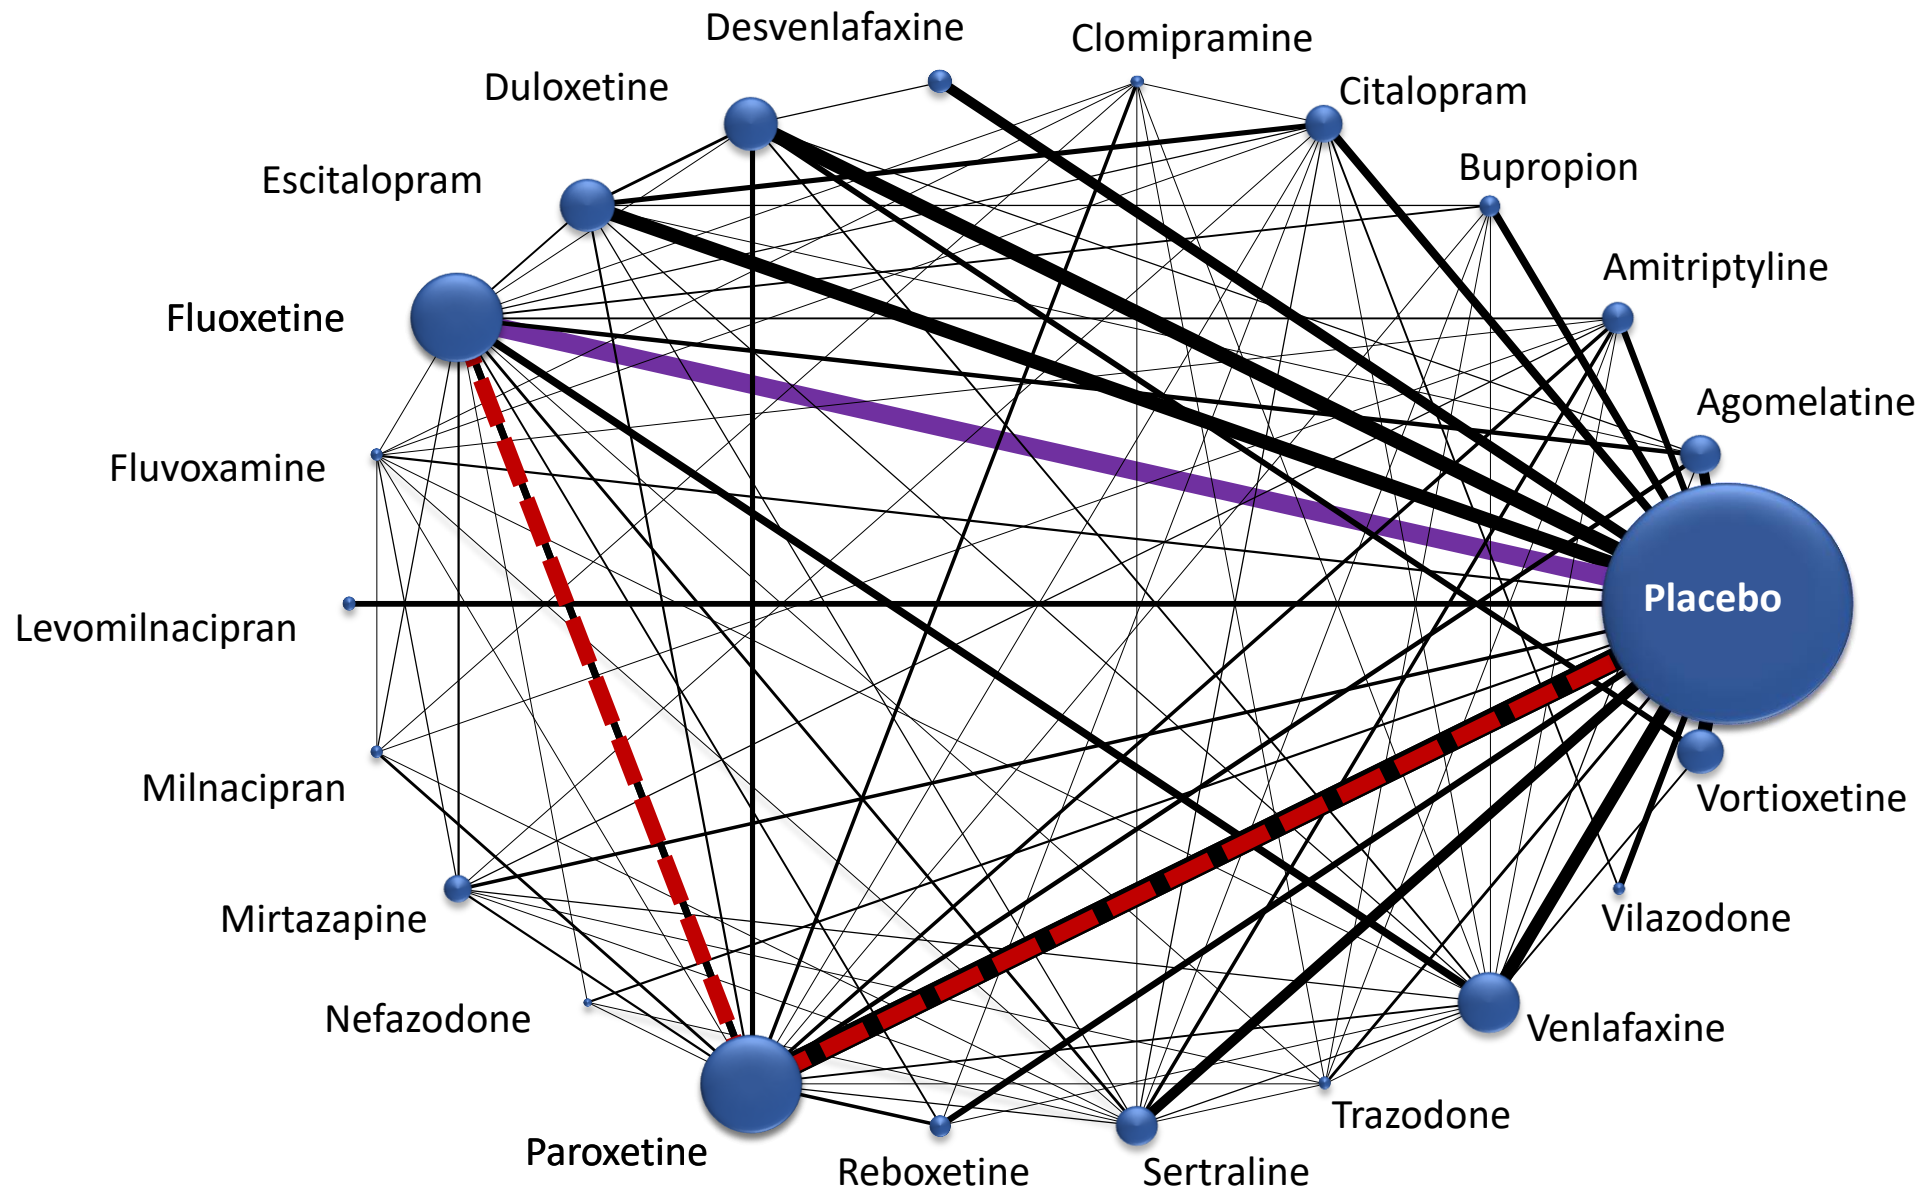 Desvenlafaxine
Clomipramine
Duloxetine
Citalopram
Escitalopram
Bupropion
Amitriptyline
Fluoxetine
Agomelatine
Fluvoxamine
Placebo
Levomilnacipran
Milnacipran
Vortioxetine
Mirtazapine
Vilazodone
Nefazodone
Venlafaxine
Trazodone
Paroxetine
Reboxetine
Sertraline